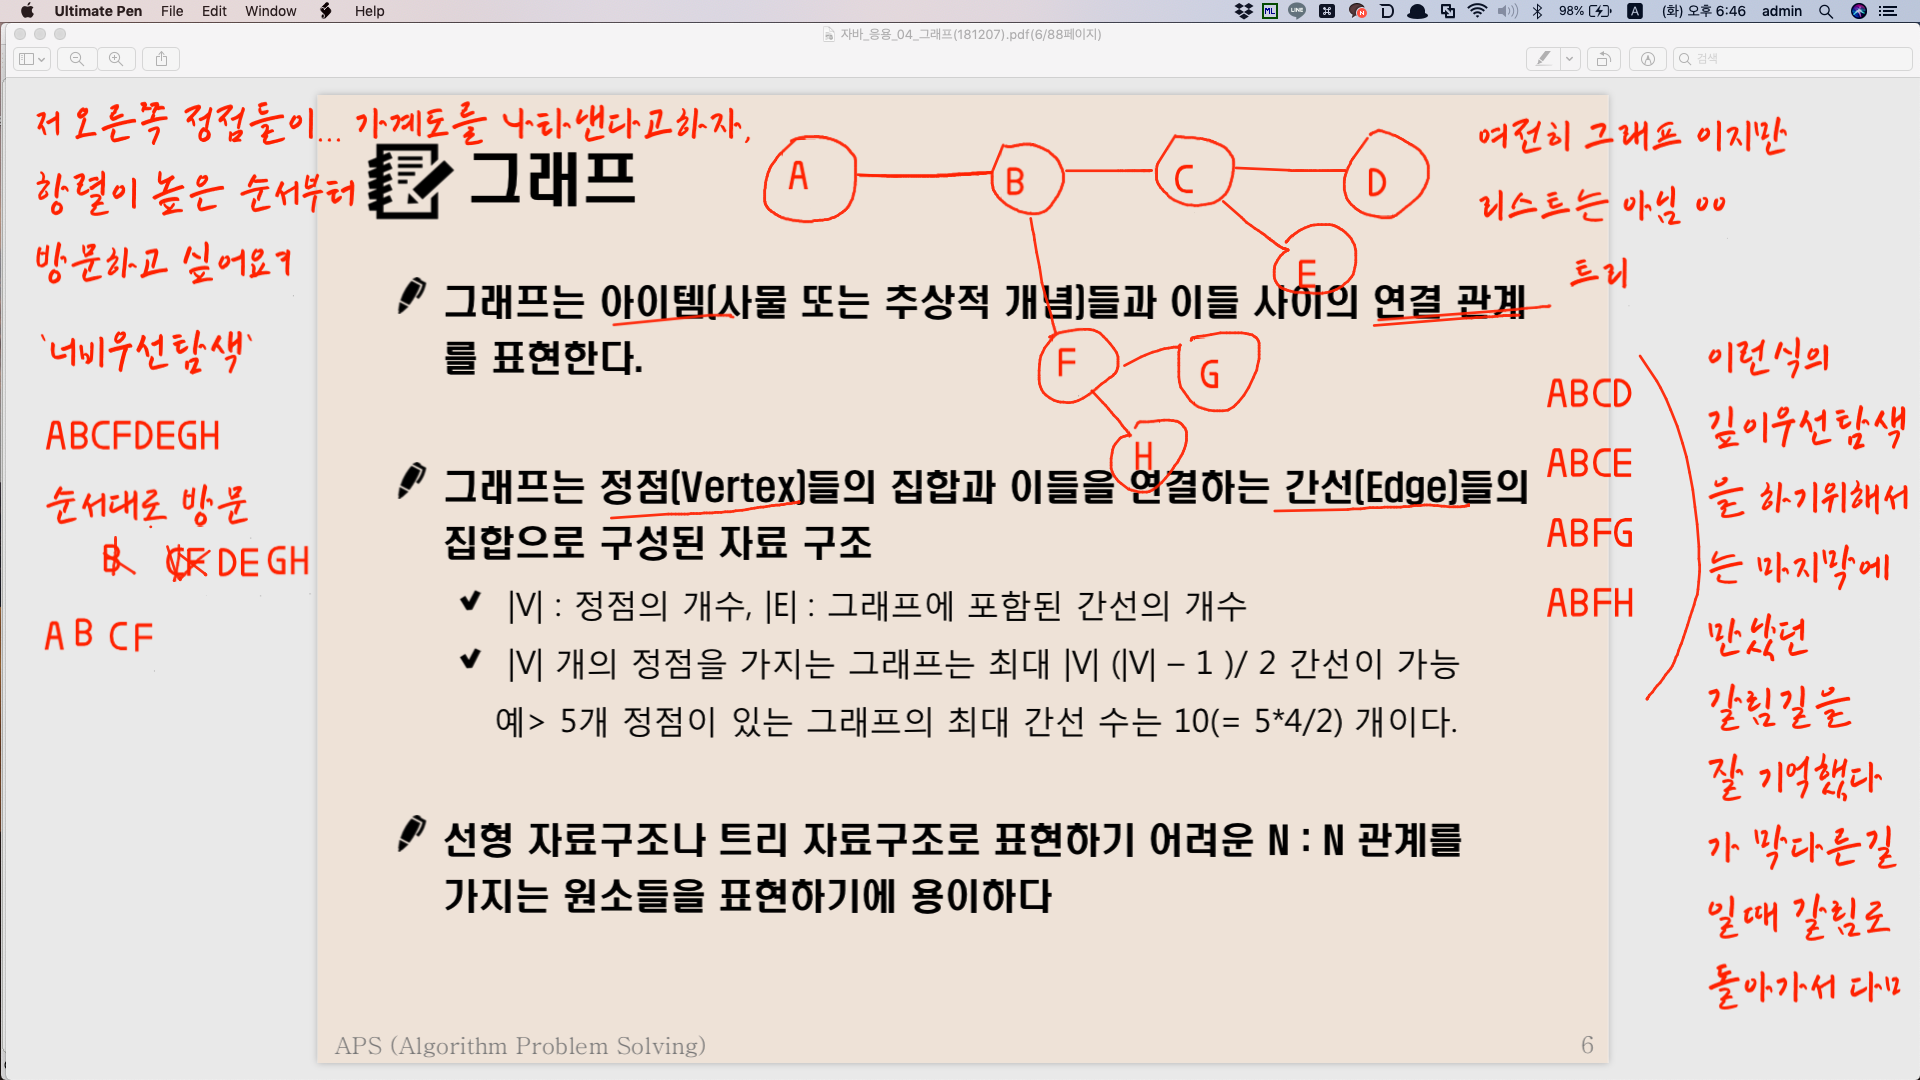 Ultimate Pen File Edit Window Help
98% A (화) 오후 6:46 admin
자바_응용_04_그래프(181207).pdf(6/88페이지)
검색
저 오른쪽 정점들이... 가계도를 나타낸다고하자,
항렬이 높은 순서부터
방문하고 싶어요ㅋ
'너비우선탐색'
ABCFDEGH
순서대로 방문
B CF DE GH
A B CF
그래프
A B C D
E
F G
H
여전히 그래프 이지만
리스트는 아님 ㅇㅇ
트리
그래프는 아이템(사물 또는 추상적 개념)들과 이들 사이의 연결 관계
를 표현한다.
그래프는 정점(Vertex)들의 집합과 이들을 연결하는 간선(Edge)들의
집합으로 구성된 자료 구조
|V| : 정점의 개수, |E| : 그래프에 포함된 간선의 개수
|V| 개의 정점을 가지는 그래프는 최대 |V| (|V| – 1 )/ 2 간선이 가능
예> 5개 정점이 있는 그래프의 최대 간선 수는 10(= 5*4/2) 개이다.
선형 자료구조나 트리 자료구조로 표현하기 어려운 N : N 관계를
가지는 원소들을 표현하기에 용이하다
ABCD
ABCE
ABFG
ABFH
이런식의
깊이우선탐색
을 하기위해서
는 마지막에
만났던
갈림길을
잘 기억했다
가 막다른길
일때 갈림로
돌아가서 다ㅁ
APS (Algorithm Problem Solving)
6